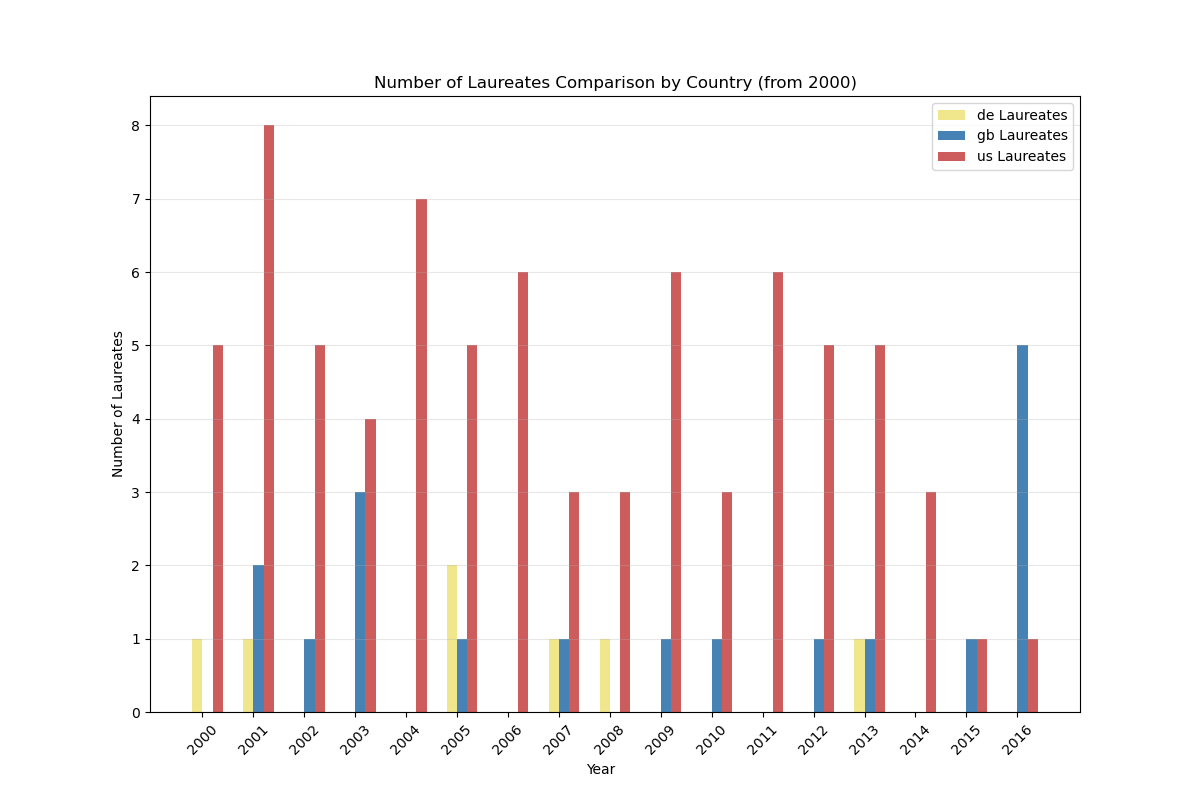 Number of Laureates Comparison by Country (from 2000)
de Laureates
gb Laureates
us Laureates
Number of Laureates
8
7
6
5
4
3
2
1
0
2000 2001 2002 2003 2004 2005 2006 2007 2008 2009 2010 2011 2012 2013 2014 2015 2016
Year